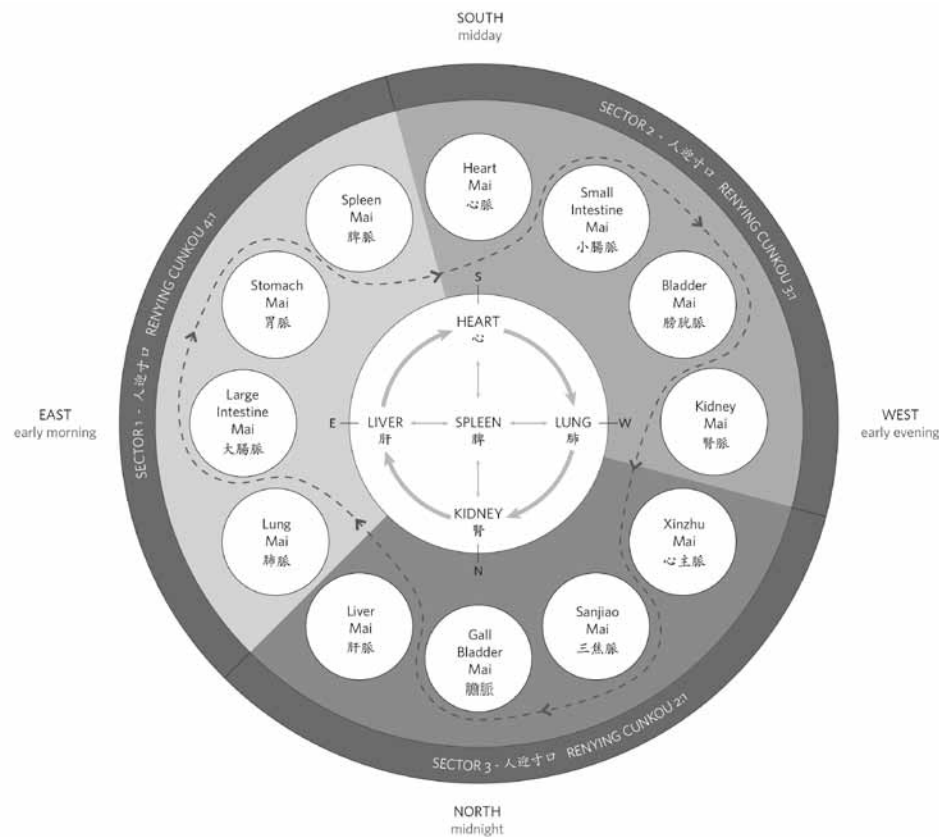 SOUTH
midday
SECTOR 1 - 人迎寸口 RENYING CUNKOU 4:1
SECTOR 2 - 人迎寸口 RENYING CUNKOU 3:1
Heart
Mai
心脈
Small
Intestine
Mai
小腸脈
Bladder
Mai
膀胱脈
Kidney
Mai
腎脈
Xinzhu
Mai
心主脈
Sanjiao
Mai
三焦脈
Gall
Bladder
Mai
膽脈
Liver
Mai
肝脈
Lung
Mai
肺脈
Large
Intestine
Mai
大腸脈
Stomach
Mai
胃脈
Spleen
Mai
脾脈
S
HEART
心
E
LIVER
肝
SPLEEN
脾
LUNG
肺
W
KIDNEY
腎
N
EAST
early morning
WEST
early evening
SECTOR 3 - 人迎寸口 RENYING CUNKOU 2:1
NORTH
midnight